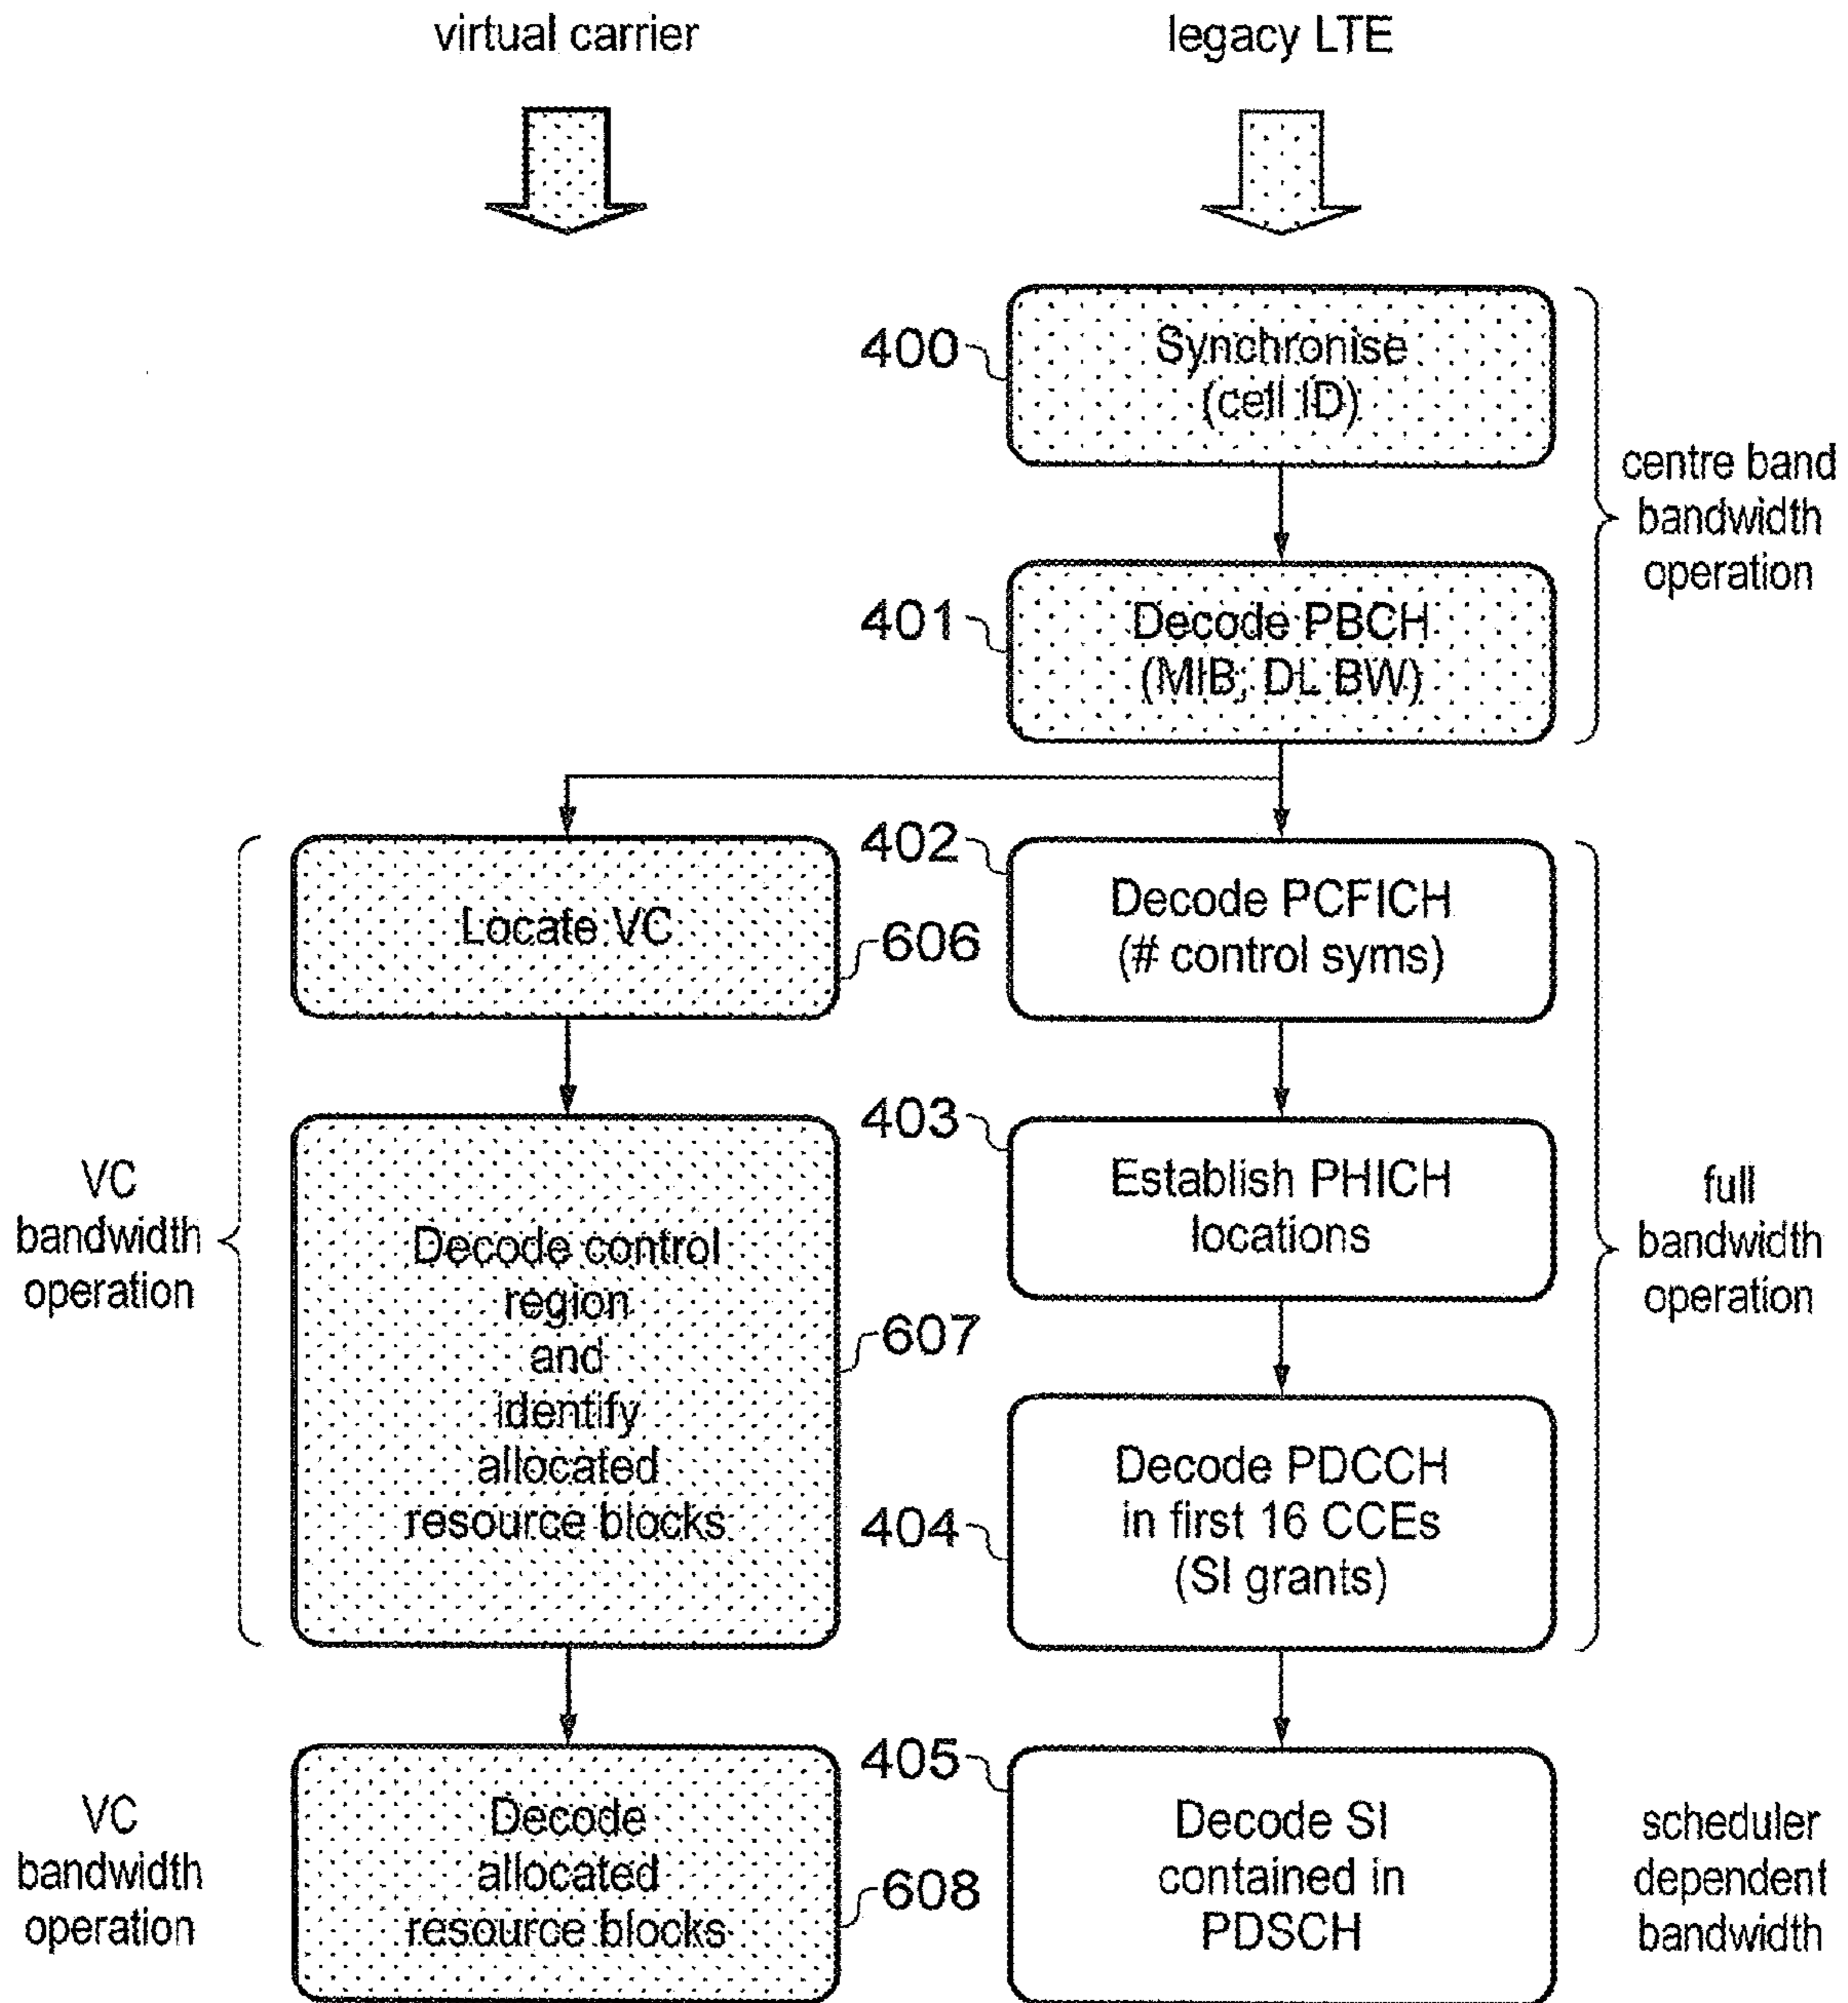 virtual carrier
legacy LTE
400
Synchronise
(cell ID)
centre band
bandwidth
operation
401
Decode PBCH
(MIB, DL BW)
Locate VC
606
402
Decode PCFICH
(# control syms)
VC
bandwidth
operation
Decode control
region
and
identify
allocated
resource blocks
607
403
Establish PHICH
locations
full
bandwidth
operation
404
Decode PDCCH
in first 16 CCEs
(SI grants)
VC
bandwidth
operation
Decode
allocated
resource blocks
608
405
Decode SI
contained in
PDSCH
scheduler
dependent
bandwidth